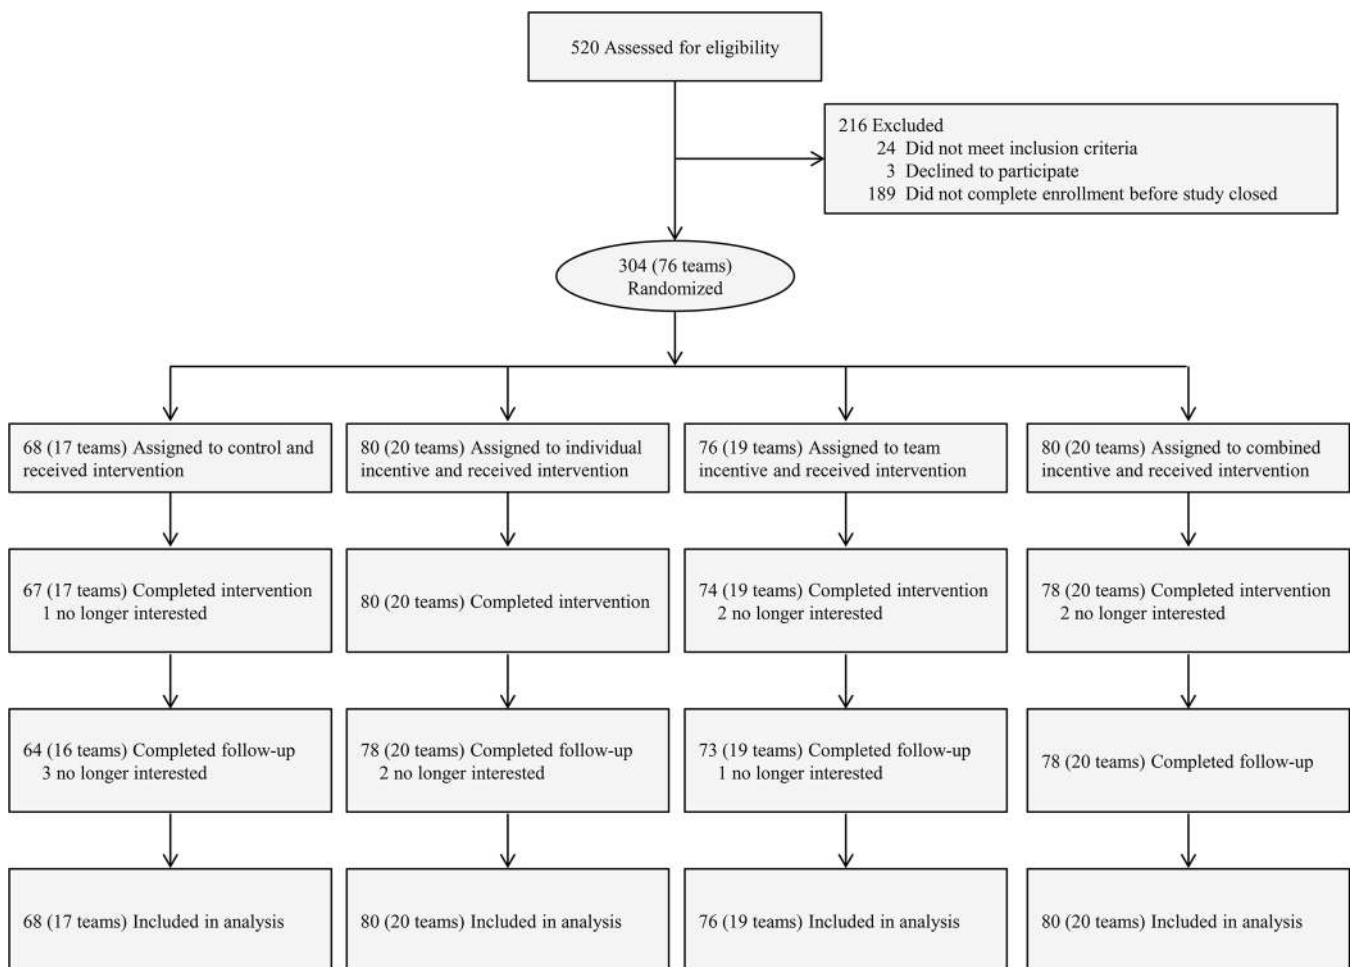 520 Assessed for eligibility
216 Excluded
24 Did not meet inclusion criteria
3 Declined to participate
189 Did not complete enrollment before study closed
304 (76 teams)
Randomized
68 (17 teams) Assigned to control and
received intervention
80 (20 teams) Assigned to individual
incentive and received intervention
76 (19 teams) Assigned to team
incentive and received intervention
80 (20 teams) Assigned to combined
incentive and received intervention
67 (17 teams) Completed intervention
1 no longer interested
80 (20 teams) Completed intervention
74 (19 teams) Completed intervention
2 no longer interested
78 (20 teams) Completed intervention
2 no longer interested
64 (16 teams) Completed follow-up
3 no longer interested
78 (20 teams) Completed follow-up
2 no longer interested
73 (19 teams) Completed follow-up
1 no longer interested
78 (20 teams) Completed follow-up
68 (17 teams) Included in analysis
80 (20 teams) Included in analysis
76 (19 teams) Included in analysis
80 (20 teams) Included in analysis